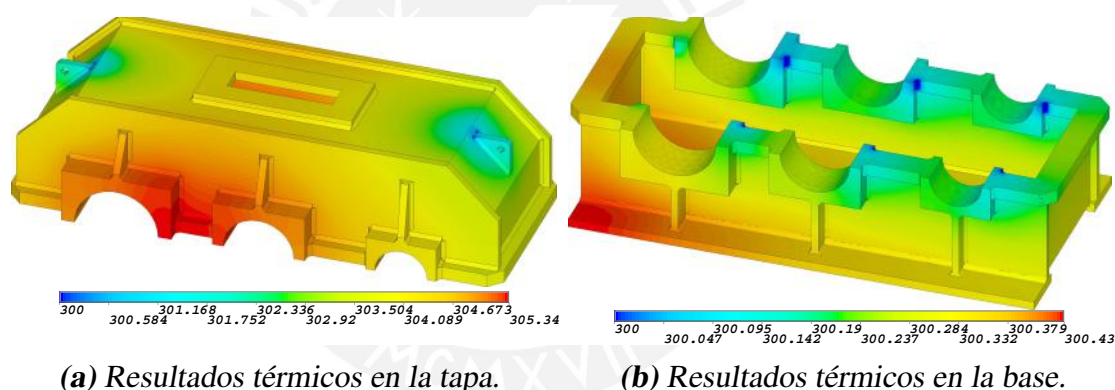 300 301.168 302.336 303.504 304.673
300.584 301.752 302.92 304.089 305.34
300 300.095 300.19 300.284 300.379
300.047 300.142 300.237 300.332 300.43
(a) Resultados térmicos en la tapa.
(b) Resultados térmicos en la base.
MCMXVII